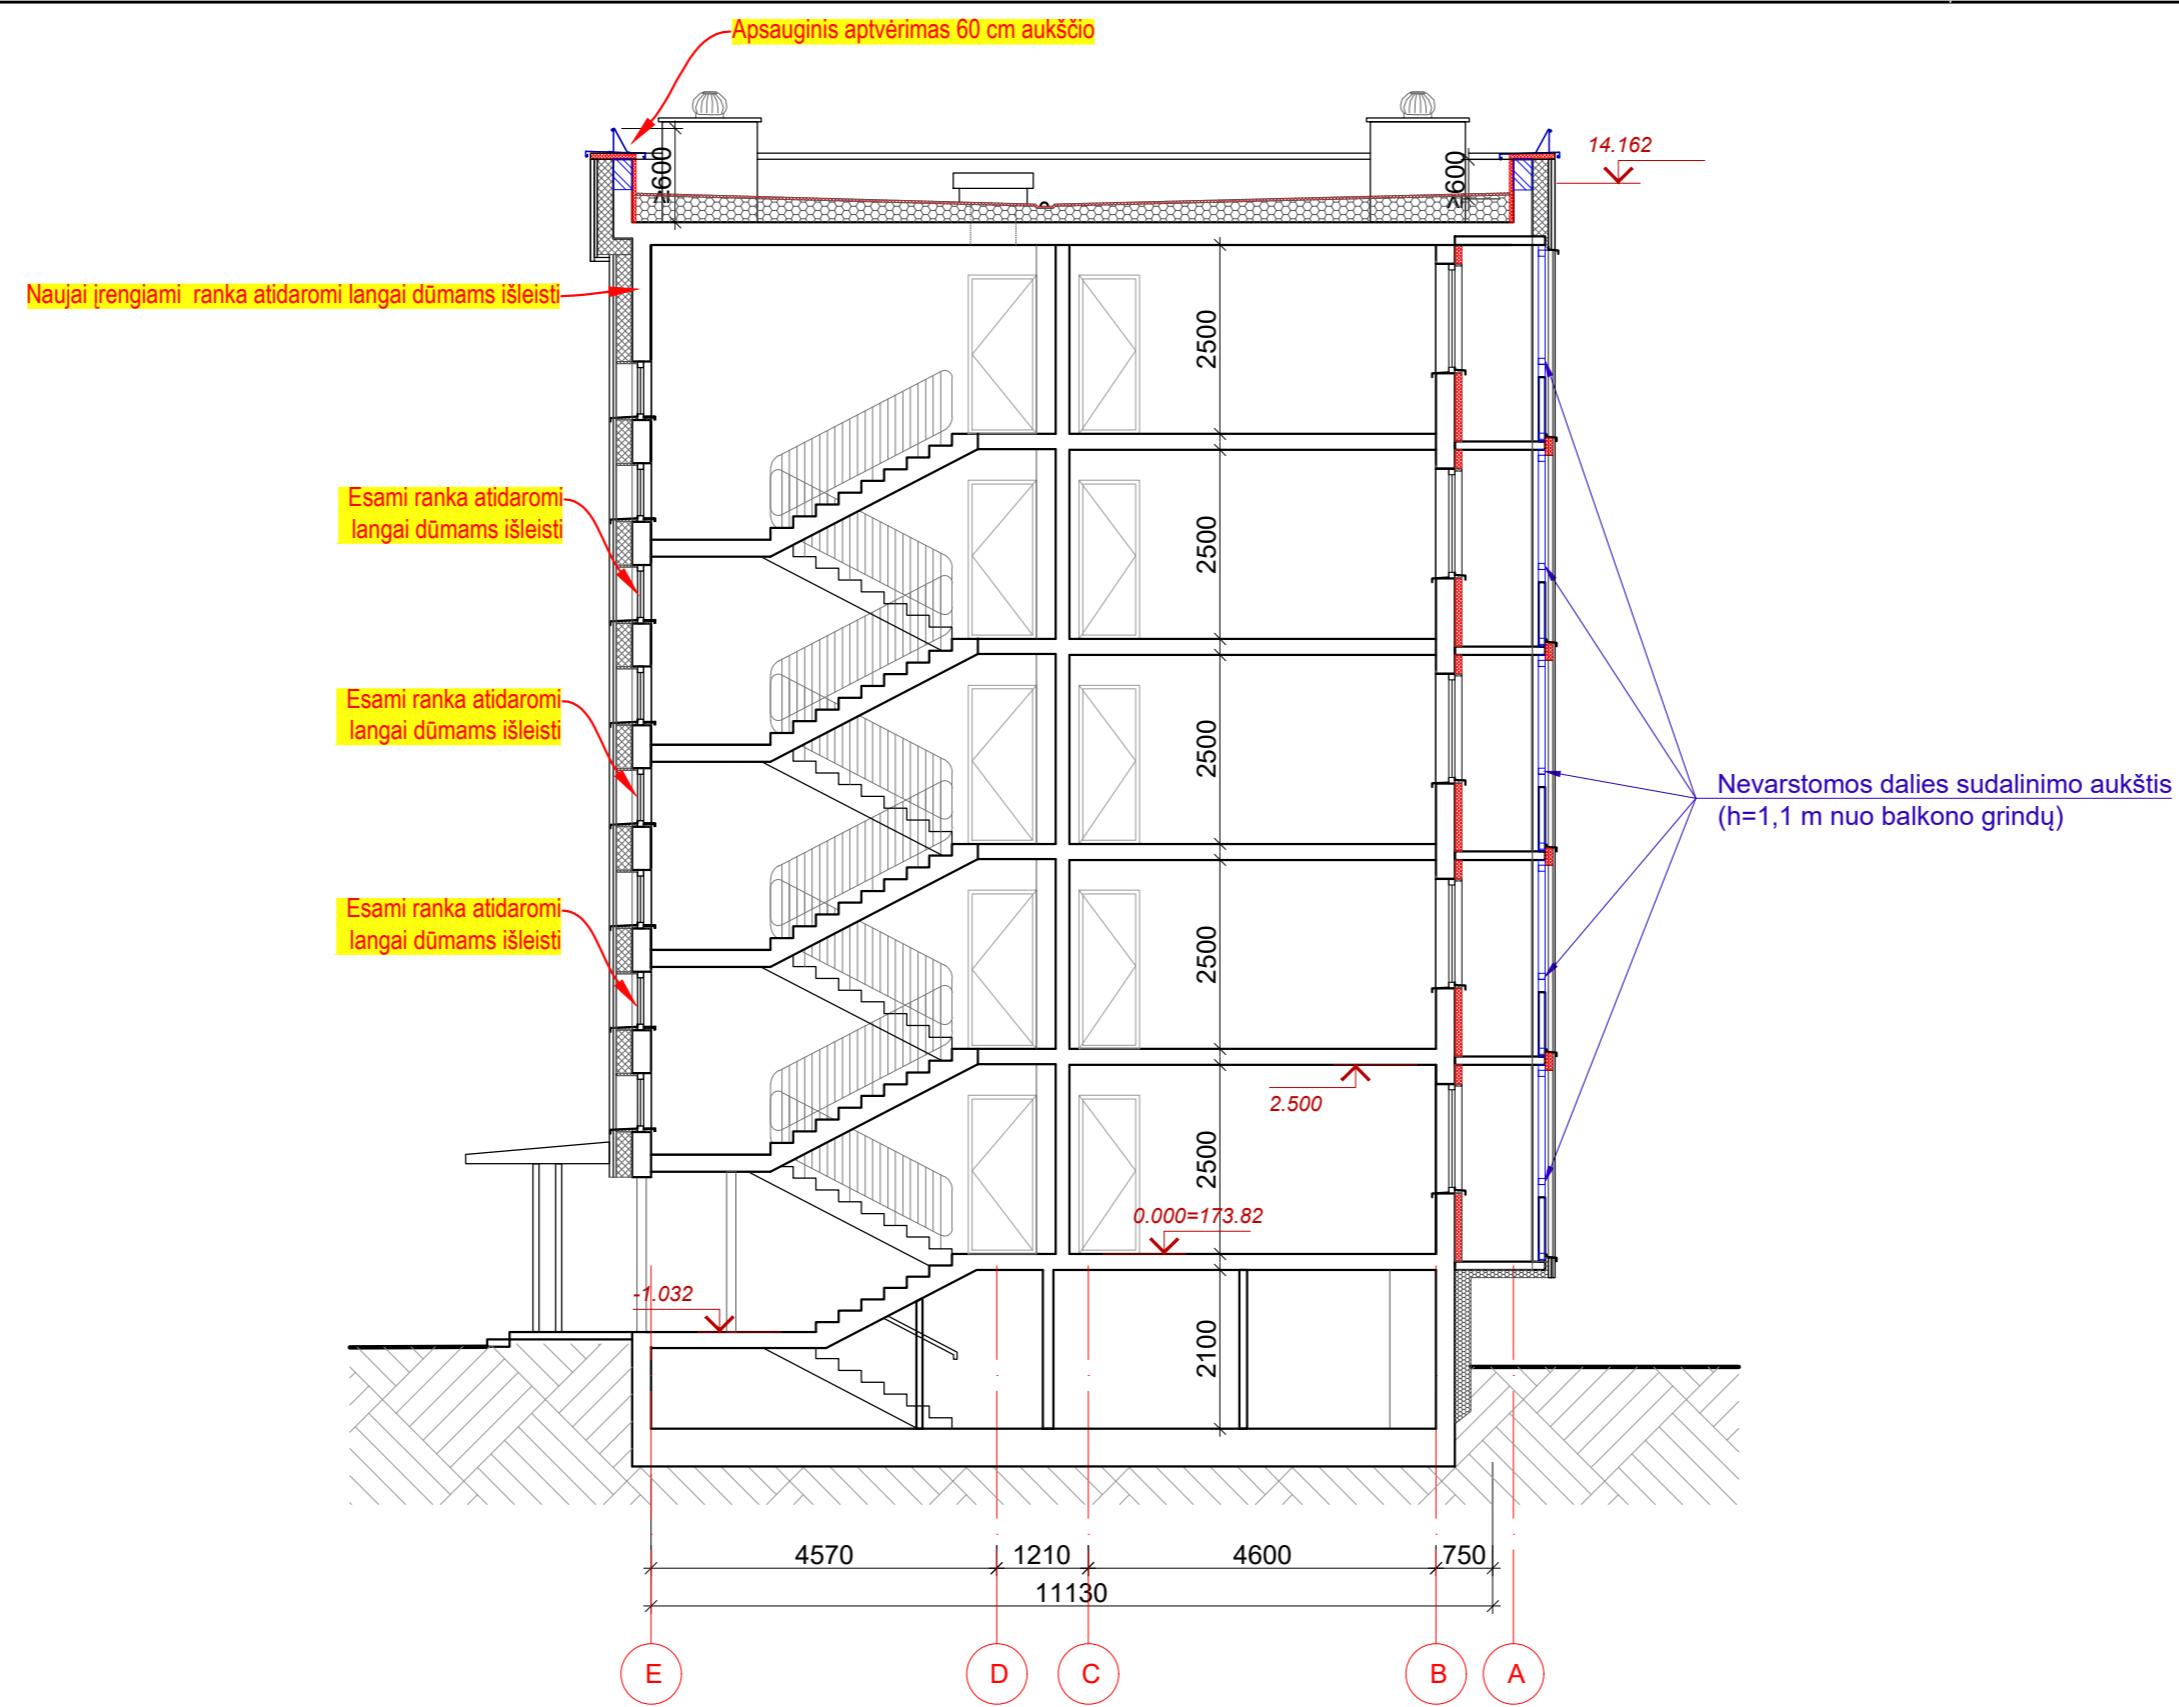 Apsauginis aptvėrimas 60 cm aukščio
14.162
≥600
≥600
Naujai įrengiami ranka atidaromi langai dūmams išleisti
2500
Esami ranka atidaromi
langai dūmams išleisti
2500
Esami ranka atidaromi
langai dūmams išleisti
2500
Nevarstomos dalies sudalinimo aukštis
(h=1,1 m nuo balkono grindų)
Esami ranka atidaromi
langai dūmams išleisti
2500
2.500
2500
0.000=173.82
-1.032
2100
4570
1210
4600
750
11130
E
D
C
B
A